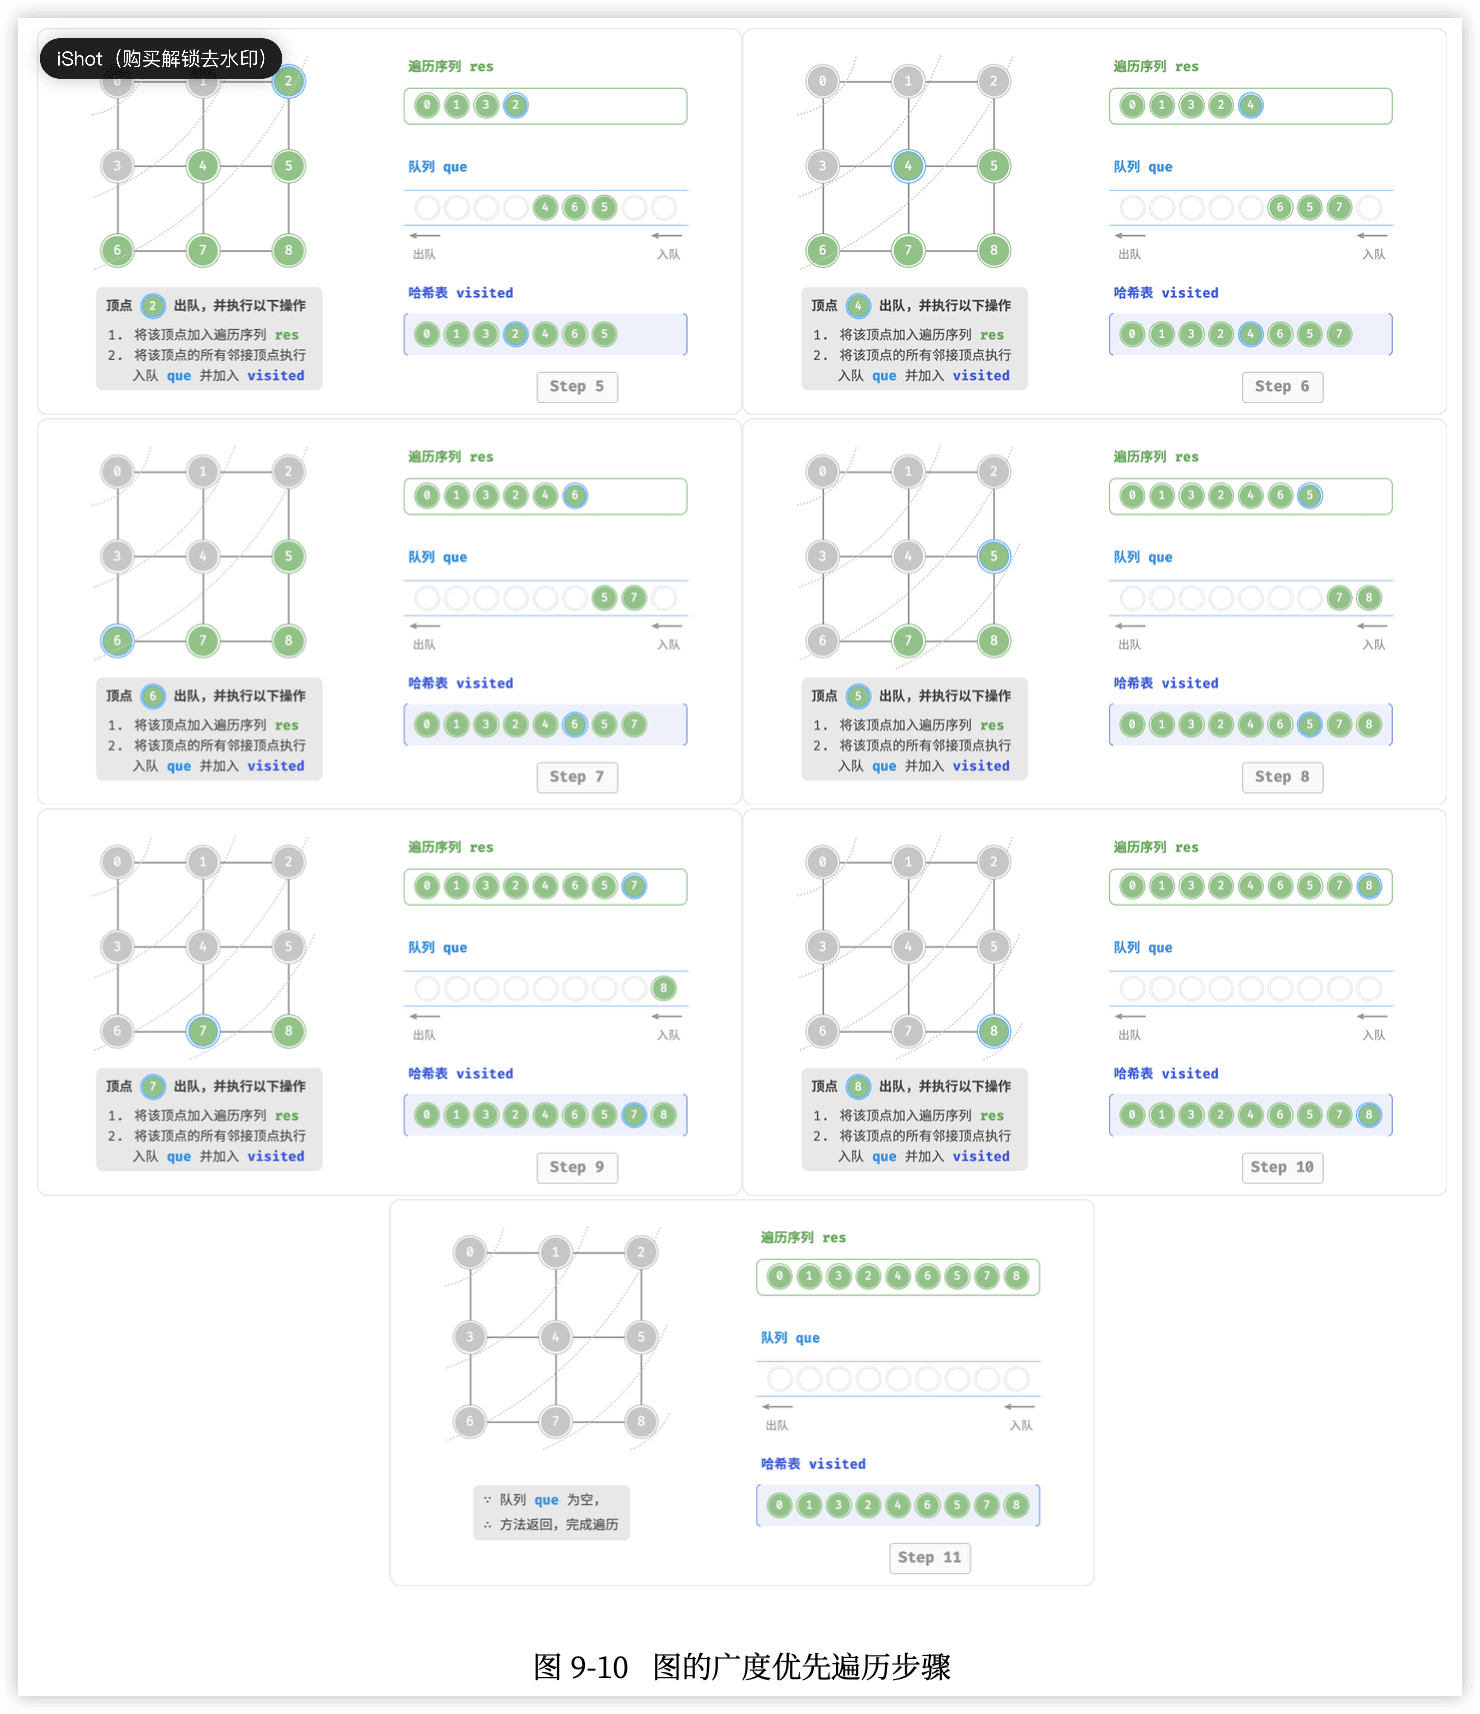 iShot（购买解锁去水印）
0 1 2
3 4 5
6 7 8
遍历序列 res
0 1 3 2
队列 que
4 6 5
出队 入队
哈希表 visited
0 1 3 2 4 6 5
顶点 2 出队，并执行以下操作
1. 将该顶点加入遍历序列 res
2. 将该顶点的所有邻接顶点执行
入队 que 并加入 visited
Step 5
0 1 2
3 4 5
6 7 8
遍历序列 res
0 1 3 2 4
队列 que
6 5 7
出队 入队
哈希表 visited
0 1 3 2 4 6 5 7
顶点 4 出队，并执行以下操作
1. 将该顶点加入遍历序列 res
2. 将该顶点的所有邻接顶点执行
入队 que 并加入 visited
Step 6
0 1 2
3 4 5
6 7 8
遍历序列 res
0 1 3 2 4 6
队列 que
5 7
出队 入队
哈希表 visited
0 1 3 2 4 6 5 7
顶点 6 出队，并执行以下操作
1. 将该顶点加入遍历序列 res
2. 将该顶点的所有邻接顶点执行
入队 que 并加入 visited
Step 7
0 1 2
3 4 5
6 7 8
遍历序列 res
0 1 3 2 4 6 5
队列 que
7 8
出队 入队
哈希表 visited
0 1 3 2 4 6 5 7 8
顶点 5 出队，并执行以下操作
1. 将该顶点加入遍历序列 res
2. 将该顶点的所有邻接顶点执行
入队 que 并加入 visited
Step 8
0 1 2
3 4 5
6 7 8
遍历序列 res
0 1 3 2 4 6 5 7
队列 que
8
出队 入队
哈希表 visited
0 1 3 2 4 6 5 7 8
顶点 7 出队，并执行以下操作
1. 将该顶点加入遍历序列 res
2. 将该顶点的所有邻接顶点执行
入队 que 并加入 visited
Step 9
0 1 2
3 4 5
6 7 8
遍历序列 res
0 1 3 2 4 6 5 7 8
队列 que
出队 入队
哈希表 visited
0 1 3 2 4 6 5 7 8
顶点 8 出队，并执行以下操作
1. 将该顶点加入遍历序列 res
2. 将该顶点的所有邻接顶点执行
入队 que 并加入 visited
Step 10
0 1 2
3 4 5
6 7 8
遍历序列 res
0 1 3 2 4 6 5 7 8
队列 que
出队 入队
哈希表 visited
0 1 3 2 4 6 5 7 8
∵ 队列 que 为空，
∴ 方法返回，完成遍历
Step 11
图 9-10 图的广度优先遍历步骤